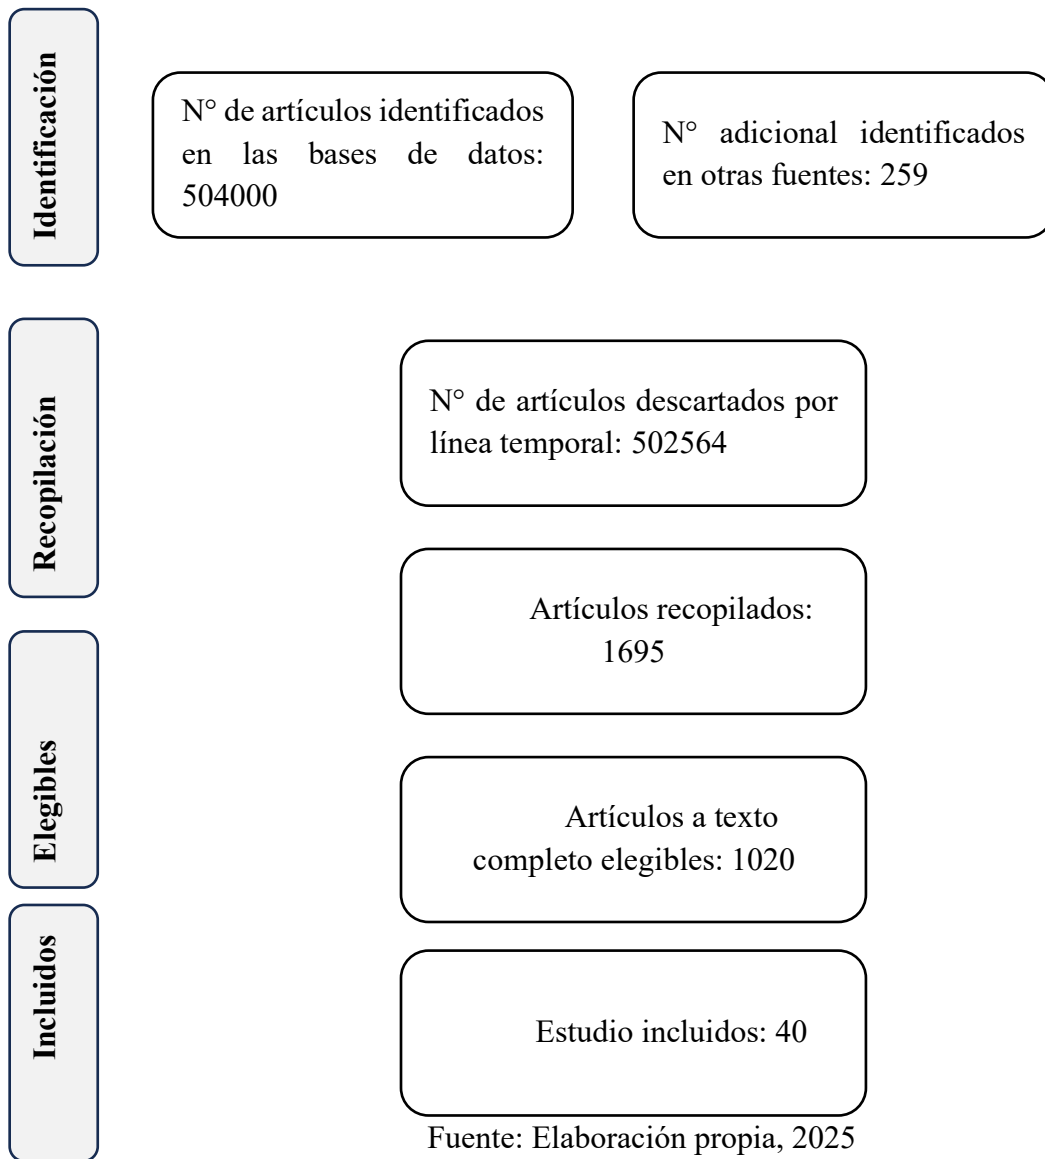 Identificación
N° de artículos identificados
en las bases de datos:
504000
N° adicional identificados
en otras fuentes: 259
Recopilación
N° de artículos descartados por
línea temporal: 502564
Artículos recopilados:
1695
Elegibles
Artículos a texto
completo elegibles: 1020
Incluidos
Estudio incluidos: 40
Fuente: Elaboración propia, 2025